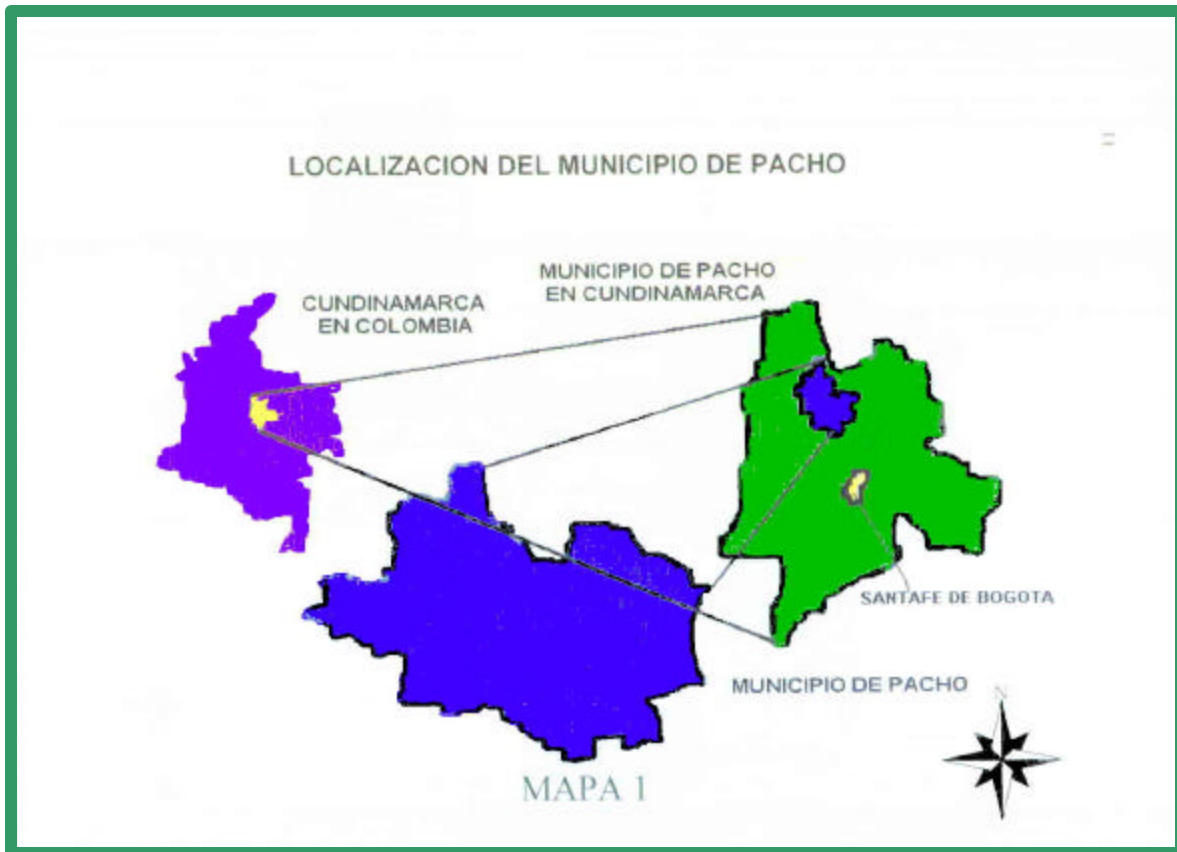 LOCALIZACION DEL MUNICIPIO DE PACHO
MUNICIPIO DE PACHO
EN CUNDINAMARCA
CUNDINAMARCA
EN COLOMBIA
SANTAFE DE BOGOTA
MUNICIPIO DE PACHO
N
MAPA 1